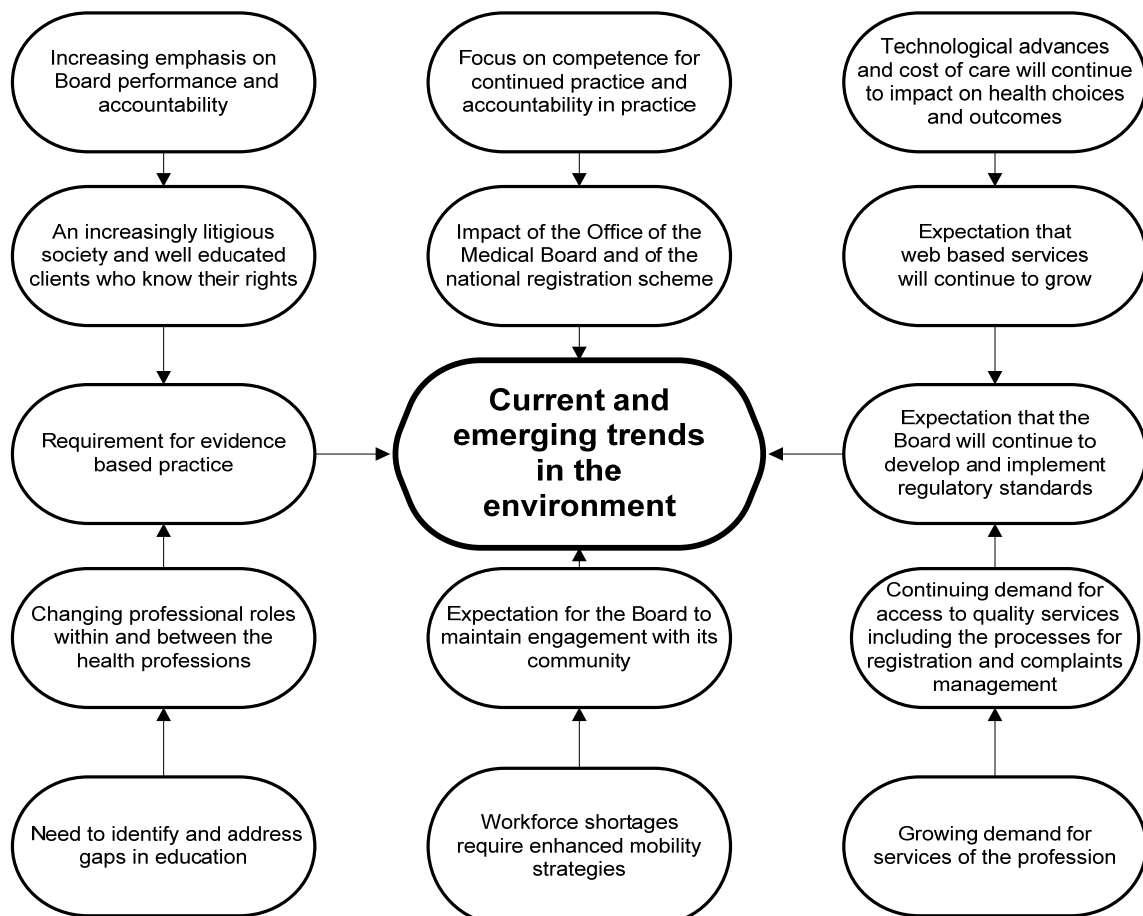 Increasing emphasis on
Board performance and
accountability
Focus on competence for
continued practice and
accountability in practice
Technological advances
and cost of care will continue
to impact on health choices
and outcomes
An increasingly litigious
society and well educated
clients who know their rights
Impact of the Office of the
Medical Board and of the
national registration scheme
Expectation that
web based services
will continue to grow
Requirement for evidence
based practice
Current and
emerging trends
in the
environment
Expectation that the
Board will continue to
develop and implement
regulatory standards
Changing professional roles
within and between the
health professions
Expectation for the Board to
maintain engagement with its
community
Continuing demand for
access to quality services
including the processes for
registration and complaints
management
Need to identify and address
gaps in education
Workforce shortages
require enhanced mobility
strategies
Growing demand for
services of the profession